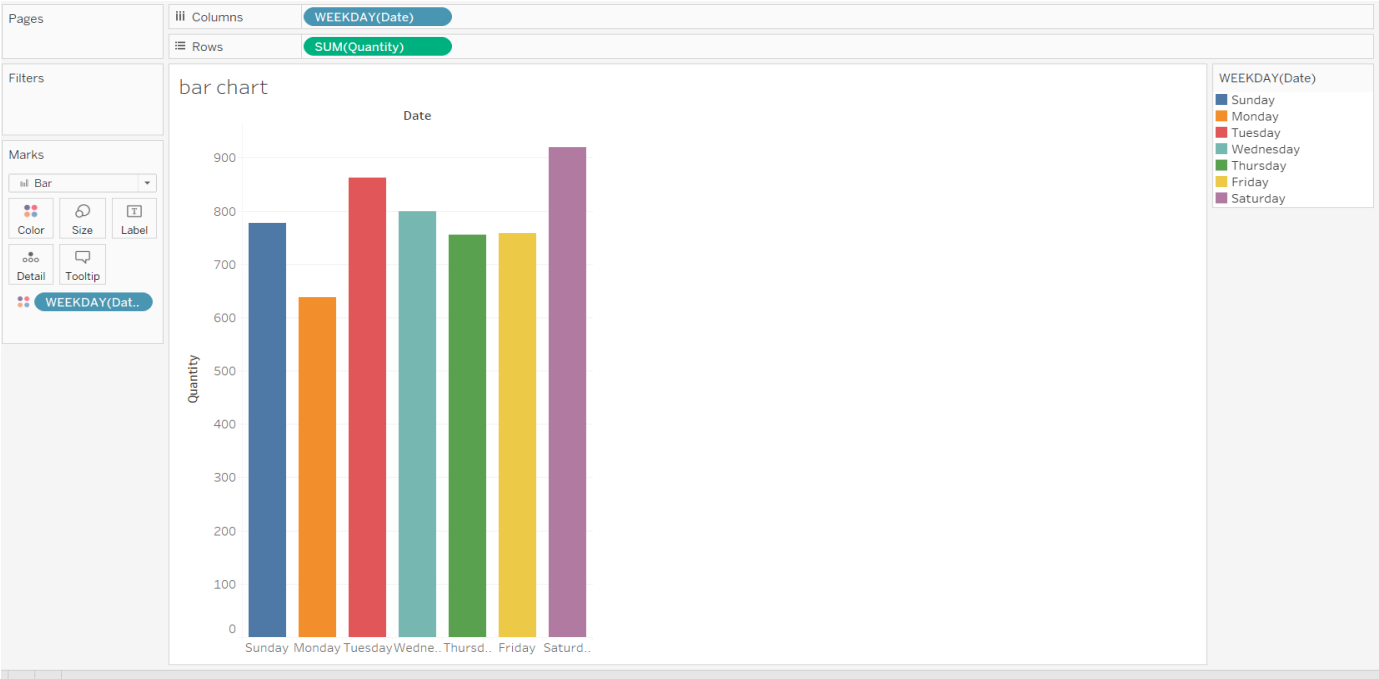 Pages
Columns
WEEKDAY(Date)
Rows
SUM(Quantity)
Filters
Marks
Bar
Color
Size
Label
Detail
Tooltip
WEEKDAY(Dat..
bar chart
Date
Quantity
900
800
700
600
500
400
300
200
100
0
Sunday Monday Tuesday Wedne.. Thursd.. Friday Saturd..
WEEKDAY(Date)
Sunday
Monday
Tuesday
Wednesday
Thursday
Friday
Saturday